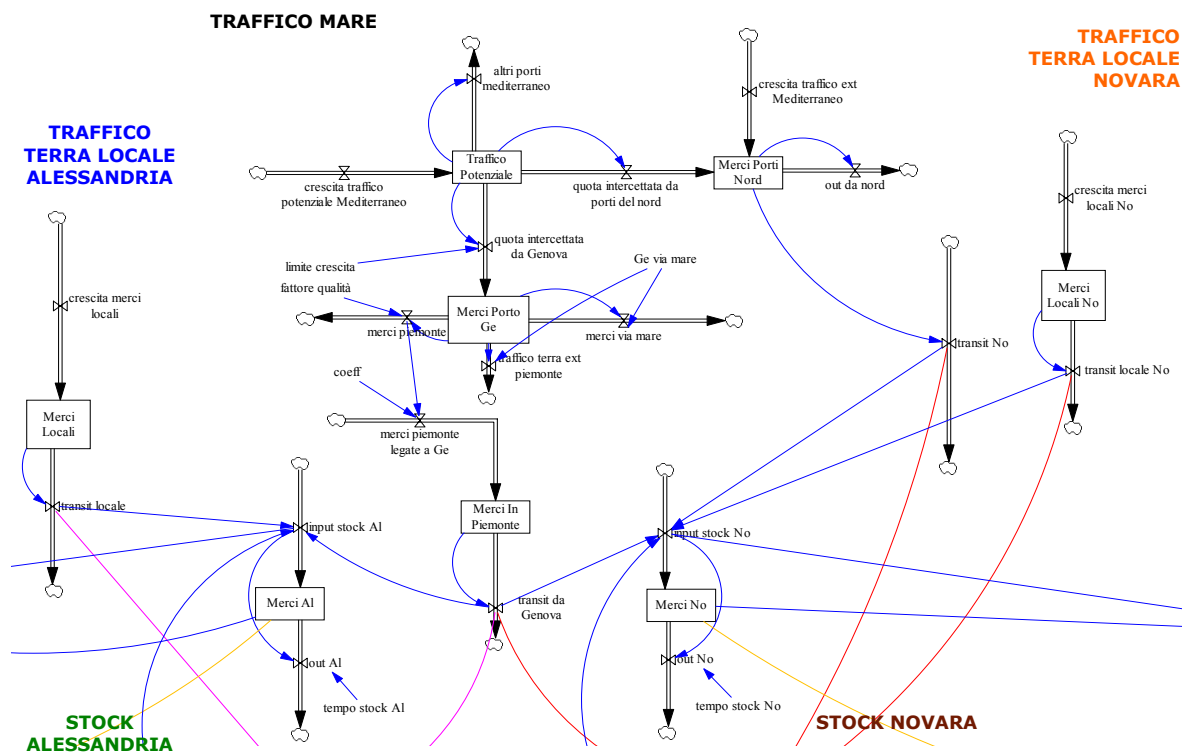 TRAFFICO MARE
TRAFFICO
TERRA LOCALE
NOVARA
altri porti
mediterraneo
crescita traffico ext
Mediterraneo
TRAFFICO
TERRA LOCALE
ALESSANDRIA
Traffico
Potenziale
Merci Porti
Nord
crescita traffico
potenziale Mediterraneo
quota intercettata da
porti del nord
out da nord
crescita merci
locali No
quota intercettata
da Genova
limite crescita
Ge via mare
fattore qualità
crescita merci
locali
Merci
Locali No
Merci Porto
Ge
merci piemonte
merci via mare
transit No
traffico terra ext
piemonte
transit locale No
coeff
Merci
Locali
merci piemonte
legate a Ge
transit locale
Merci In
Piemonte
input stock Al
input stock No
Merci Al
transit da
Genova
Merci No
out Al
out No
tempo stock Al
tempo stock No
STOCK
ALESSANDRIA
STOCK NOVARA